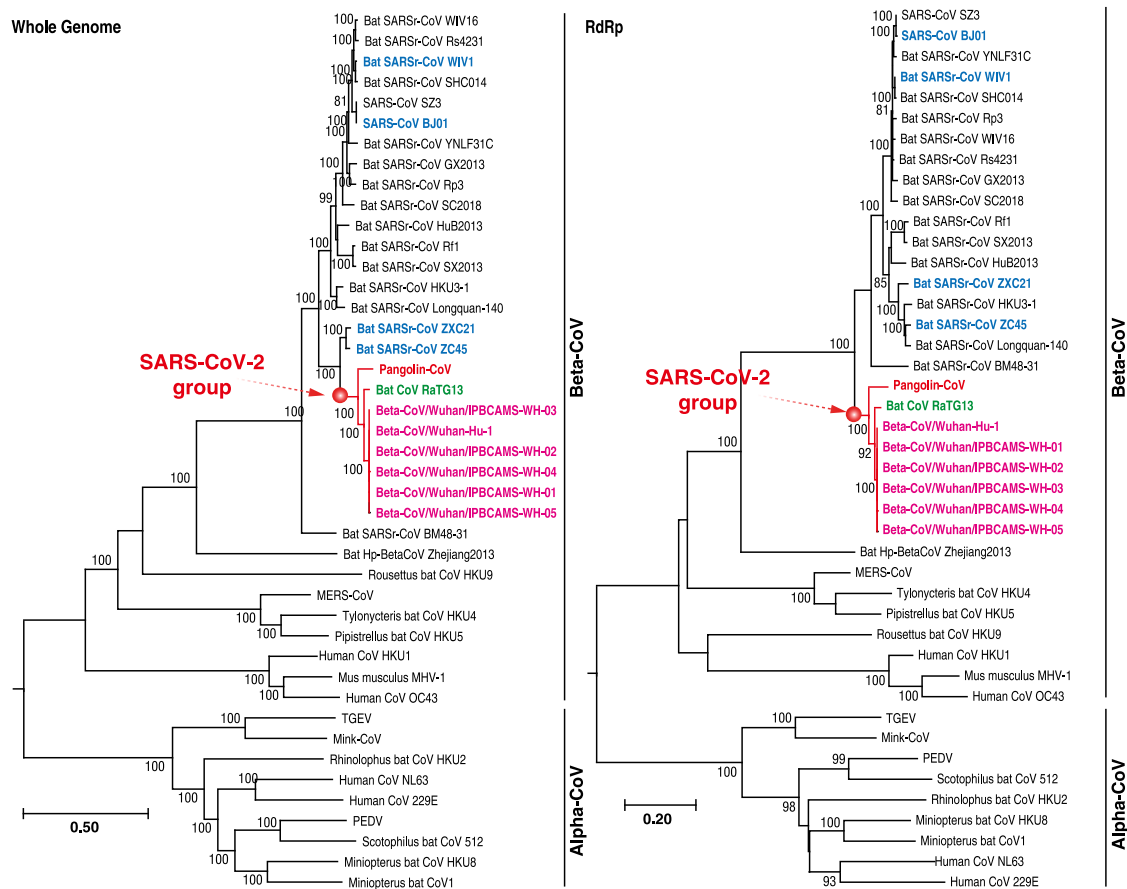 Whole Genome
100
Bat SARSr-CoV WIV16
100
Bat SARSr-CoV Rs4231
100
Bat SARSr-CoV WIV1
Bat SARSr-CoV SHC014
81
SARS-CoV SZ3
100
SARS-CoV BJ01
100
Bat SARSr-CoV YNLF31C
100
Bat SARSr-CoV GX2013
100
Bat SARSr-CoV Rp3
99
Bat SARSr-CoV SC2018
Bat SARSr-CoV HuB2013
100
Bat SARSr-CoV Rf1
100
Bat SARSr-CoV SX2013
Bat SARSr-CoV HKU3-1
100
100
Bat SARSr-CoV Longquan-140
100
Bat SARSr-CoV ZXC21
Bat SARSr-CoV ZC45
100
SARS-CoV-2
group
Pangolin-CoV
Bat CoV RaTG13
100
Beta-CoV/Wuhan/IPBCAMS-WH-03
100
100
Beta-CoV/Wuhan-Hu-1
Beta-CoV/Wuhan/IPBCAMS-WH-02
100
Beta-CoV/Wuhan/IPBCAMS-WH-04
Beta-CoV/Wuhan/IPBCAMS-WH-01
100
Beta-CoV/Wuhan/IPBCAMS-WH-05
Bat SARSr-CoV BM48-31
100
Bat Hp-BetaCoV Zhejiang2013
Rousettus bat CoV HKU9
MERS-CoV
100
Tylonycteris bat CoV HKU4
100
Pipistrellus bat CoV HKU5
Human CoV HKU1
100
Mus musculus MHV-1
100
Human CoV OC43
100
TGEV
Mink-CoV
100
Rhinolophus bat CoV HKU2
100
100
Human CoV NL63
Human CoV 229E
100
100
PEDV
Scotophilus bat CoV 512
100
Miniopterus bat CoV HKU8
100
Miniopterus bat CoV1
0.50
Beta-CoV
Alpha-CoV
RdRp
100
SARS-CoV SZ3
100
SARS-CoV BJ01
Bat SARSr-CoV YNLF31C
100
Bat SARSr-CoV WIV1
100
Bat SARSr-CoV SHC014
81
Bat SARSr-CoV Rp3
Bat SARSr-CoV WIV16
100
Bat SARSr-CoV Rs4231
Bat SARSr-CoV GX2013
Bat SARSr-CoV SC2018
100
Bat SARSr-CoV Rf1
100
Bat SARSr-CoV SX2013
Bat SARSr-CoV HuB2013
85
Bat SARSr-CoV ZXC21
100
Bat SARSr-CoV HKU3-1
Bat SARSr-CoV ZC45
100
Bat SARSr-CoV Longquan-140
100
Bat SARSr-CoV BM48-31
SARS-CoV-2
group
Pangolin-CoV
Bat CoV RaTG13
100
Beta-CoV/Wuhan-Hu-1
92
Beta-CoV/Wuhan/IPBCAMS-WH-01
Beta-CoV/Wuhan/IPBCAMS-WH-02
100
Beta-CoV/Wuhan/IPBCAMS-WH-03
Beta-CoV/Wuhan/IPBCAMS-WH-04
Beta-CoV/Wuhan/IPBCAMS-WH-05
100
Bat Hp-BetaCoV Zhejiang2013
MERS-CoV
100
Tylonycteris bat CoV HKU4
100
Pipistrellus bat CoV HKU5
Rousettus bat CoV HKU9
Human CoV HKU1
100
Mus musculus MHV-1
100
Human CoV OC43
100
TGEV
Mink-CoV
100
99
PEDV
Scotophilus bat CoV 512
98
Rhinolophus bat CoV HKU2
100
Miniopterus bat CoV HKU8
Miniopterus bat CoV1
Human CoV NL63
93
Human CoV 229E
0.20
Beta-CoV
Alpha-CoV